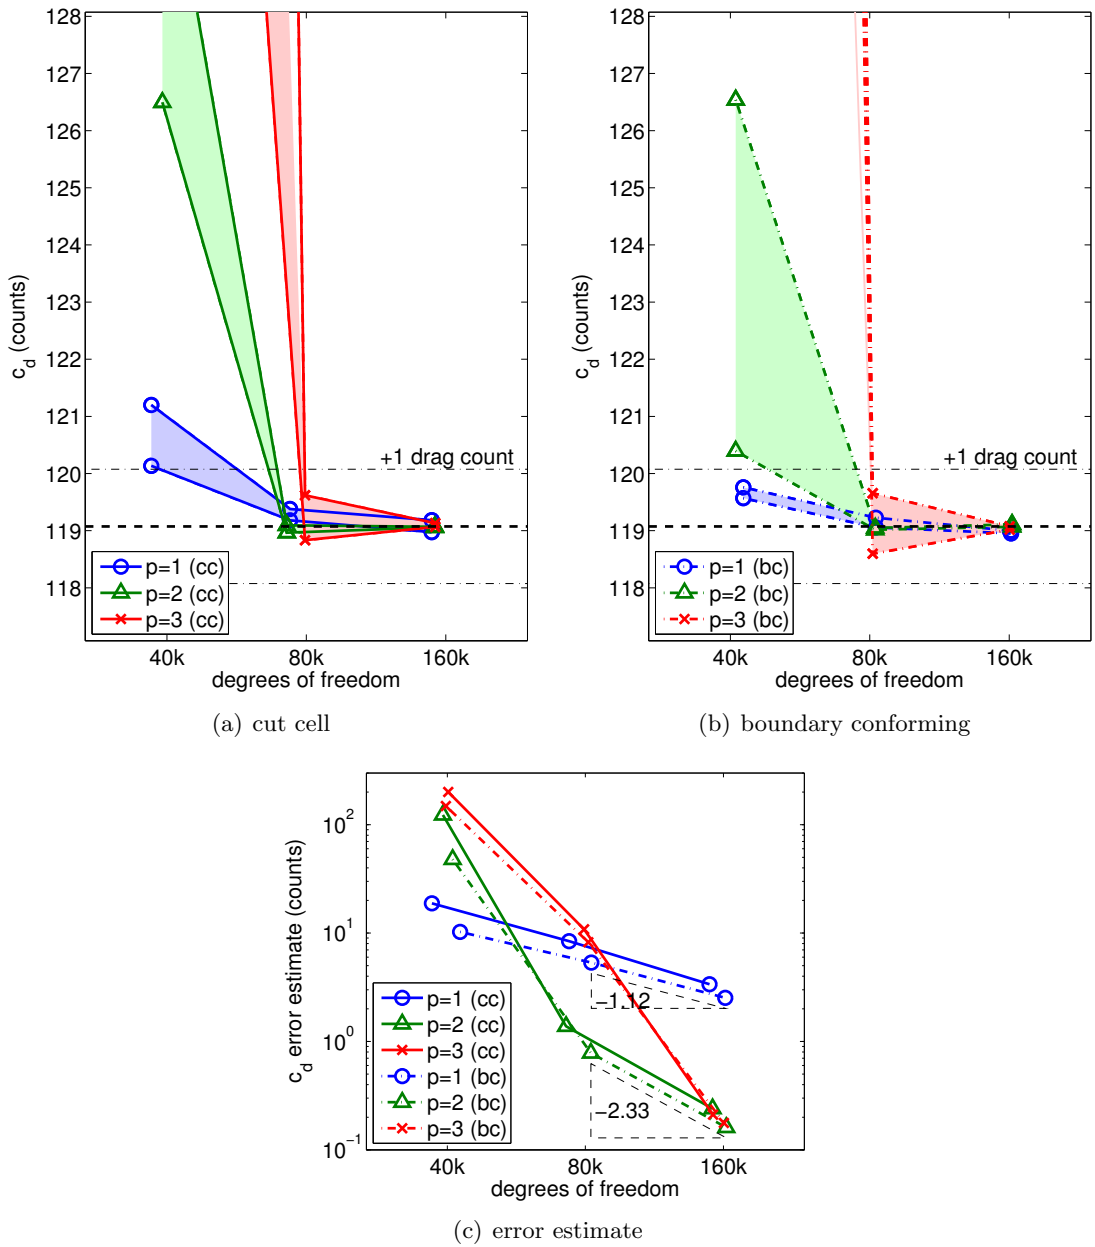 128
127
126
125
124
123
122
121
120
119
118
c_d (counts)
+1 drag count
p=1 (cc)
p=2 (cc)
p=3 (cc)
40k 80k 160k
degrees of freedom
(a) cut cell
128
127
126
125
124
123
122
121
120
119
118
c_d (counts)
+1 drag count
p=1 (bc)
p=2 (bc)
p=3 (bc)
40k 80k 160k
degrees of freedom
(b) boundary conforming
10^2
10^1
10^0
10^−1
c_d error estimate (counts)
−1.12
−2.33
p=1 (cc)
p=2 (cc)
p=3 (cc)
p=1 (bc)
p=2 (bc)
p=3 (bc)
40k 80k 160k
degrees of freedom
(c) error estimate